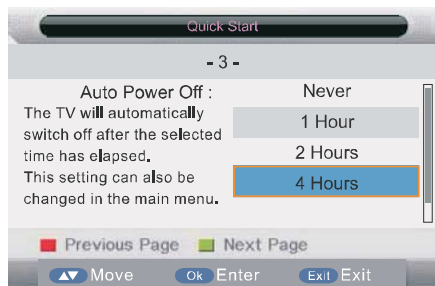 Quick Start
- 3 -
Auto Power Off :
The TV will automatically
switch off after the selected
time has elapsed.
This setting can also be
changed in the main menu.
Never
1 Hour
2 Hours
4 Hours
Previous Page Next Page
▲▼ Move Ok Enter Exit Exit